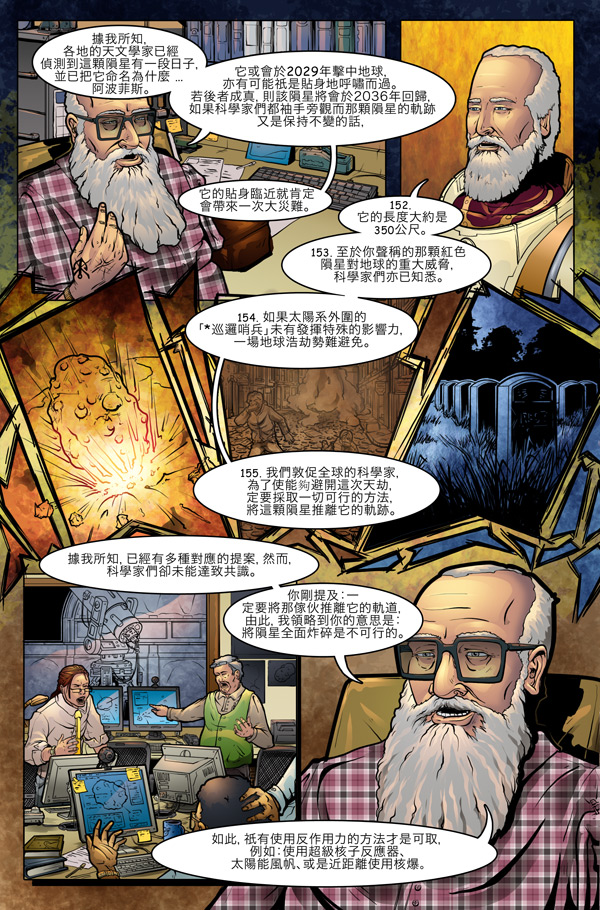 據我所知,
各地的天文學家已經
偵測到這顆隕星有一段日子,
並已把它命名為什麼 ...
阿波菲斯。
它或會於2029年擊中地球,
亦有可能祇是貼身地呼嘯而過。
若後者成真, 則該隕星將會於2036年回歸,
如果科學家們都袖手旁觀而那顆隕星的軌跡
又是保持不變的話,
它的貼身臨近就肯定
會帶來一次大災難。
152.
它的長度大約是
350公尺。
153. 至於你聲稱的那顆紅色
隕星對地球的重大威脅,
科學家們亦已知悉。
154. 如果太陽系外圍的
「*巡邏哨兵」未有發揮特殊的影響力,
一場地球浩劫勢難避免。
155. 我們敦促全球的科學家,
為了使能夠避開這次天劫,
定要採取一切可行的方法,
將這顆隕星推離它的軌跡。
據我所知, 已經有多種對應的提案, 然而,
科學家們卻未能達致共識。
你剛提及：一
定要將那傢伙推離它的軌道,
由此, 我領略到你的意思是：
將隕星全面炸碎是不可行的。
如此, 祇有使用反作用力的方法才是可取,
例如：使用超級核子反應器、
太陽能風帆、或是近距離使用核爆。